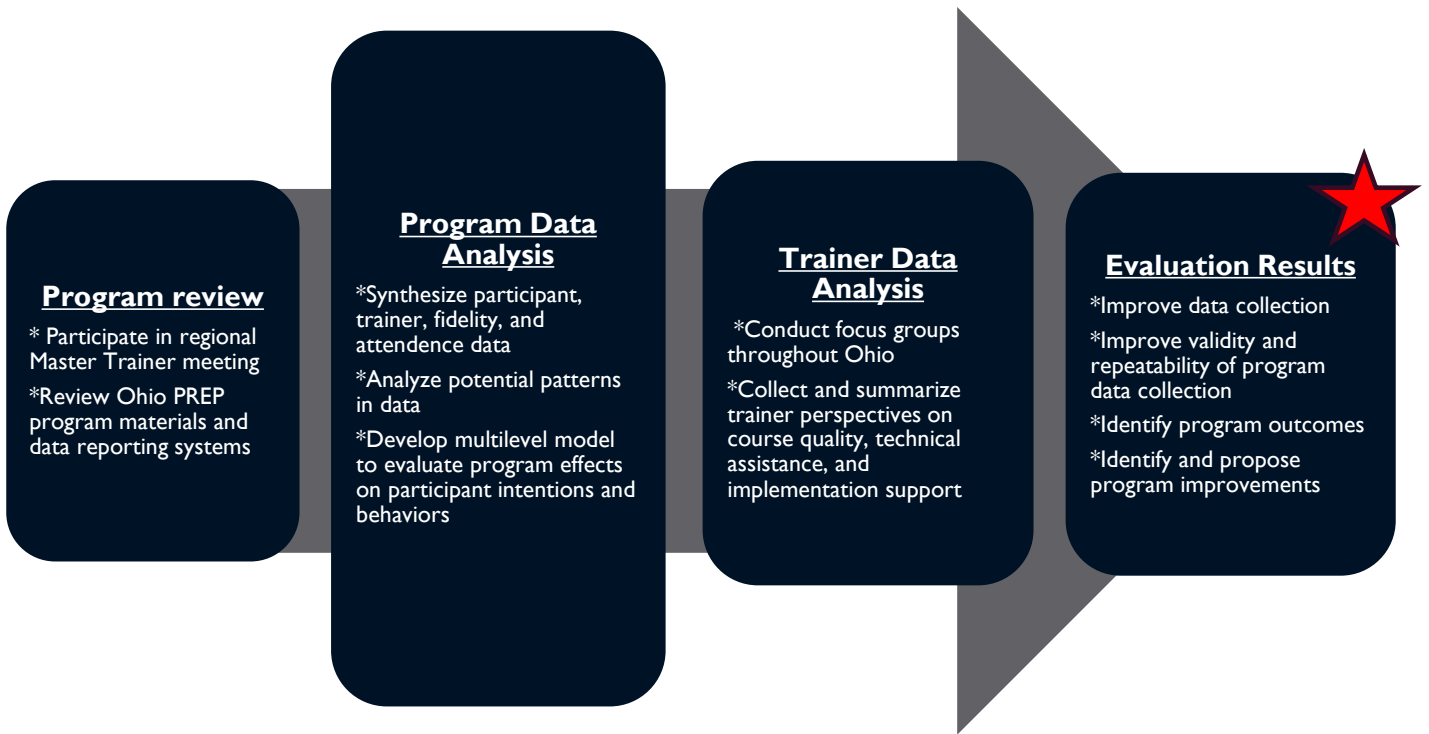 Program review
* Participate in regional
Master Trainer meeting
*Review Ohio PREP
program materials and
data reporting systems
Program Data
Analysis
*Synthesize participant,
trainer, fidelity, and
attendence data
*Analyze potential patterns
in data
*Develop multilevel model
to evaluate program effects
on participant intentions and
behaviors
Trainer Data
Analysis
*Conduct focus groups
throughout Ohio
*Collect and summarize
trainer perspectives on
course quality, technical
assistance, and
implementation support
Evaluation Results
*Improve data collection
*Improve validity and
repeatability of program
data collection
*Identify program outcomes
*Identify and propose
program improvements